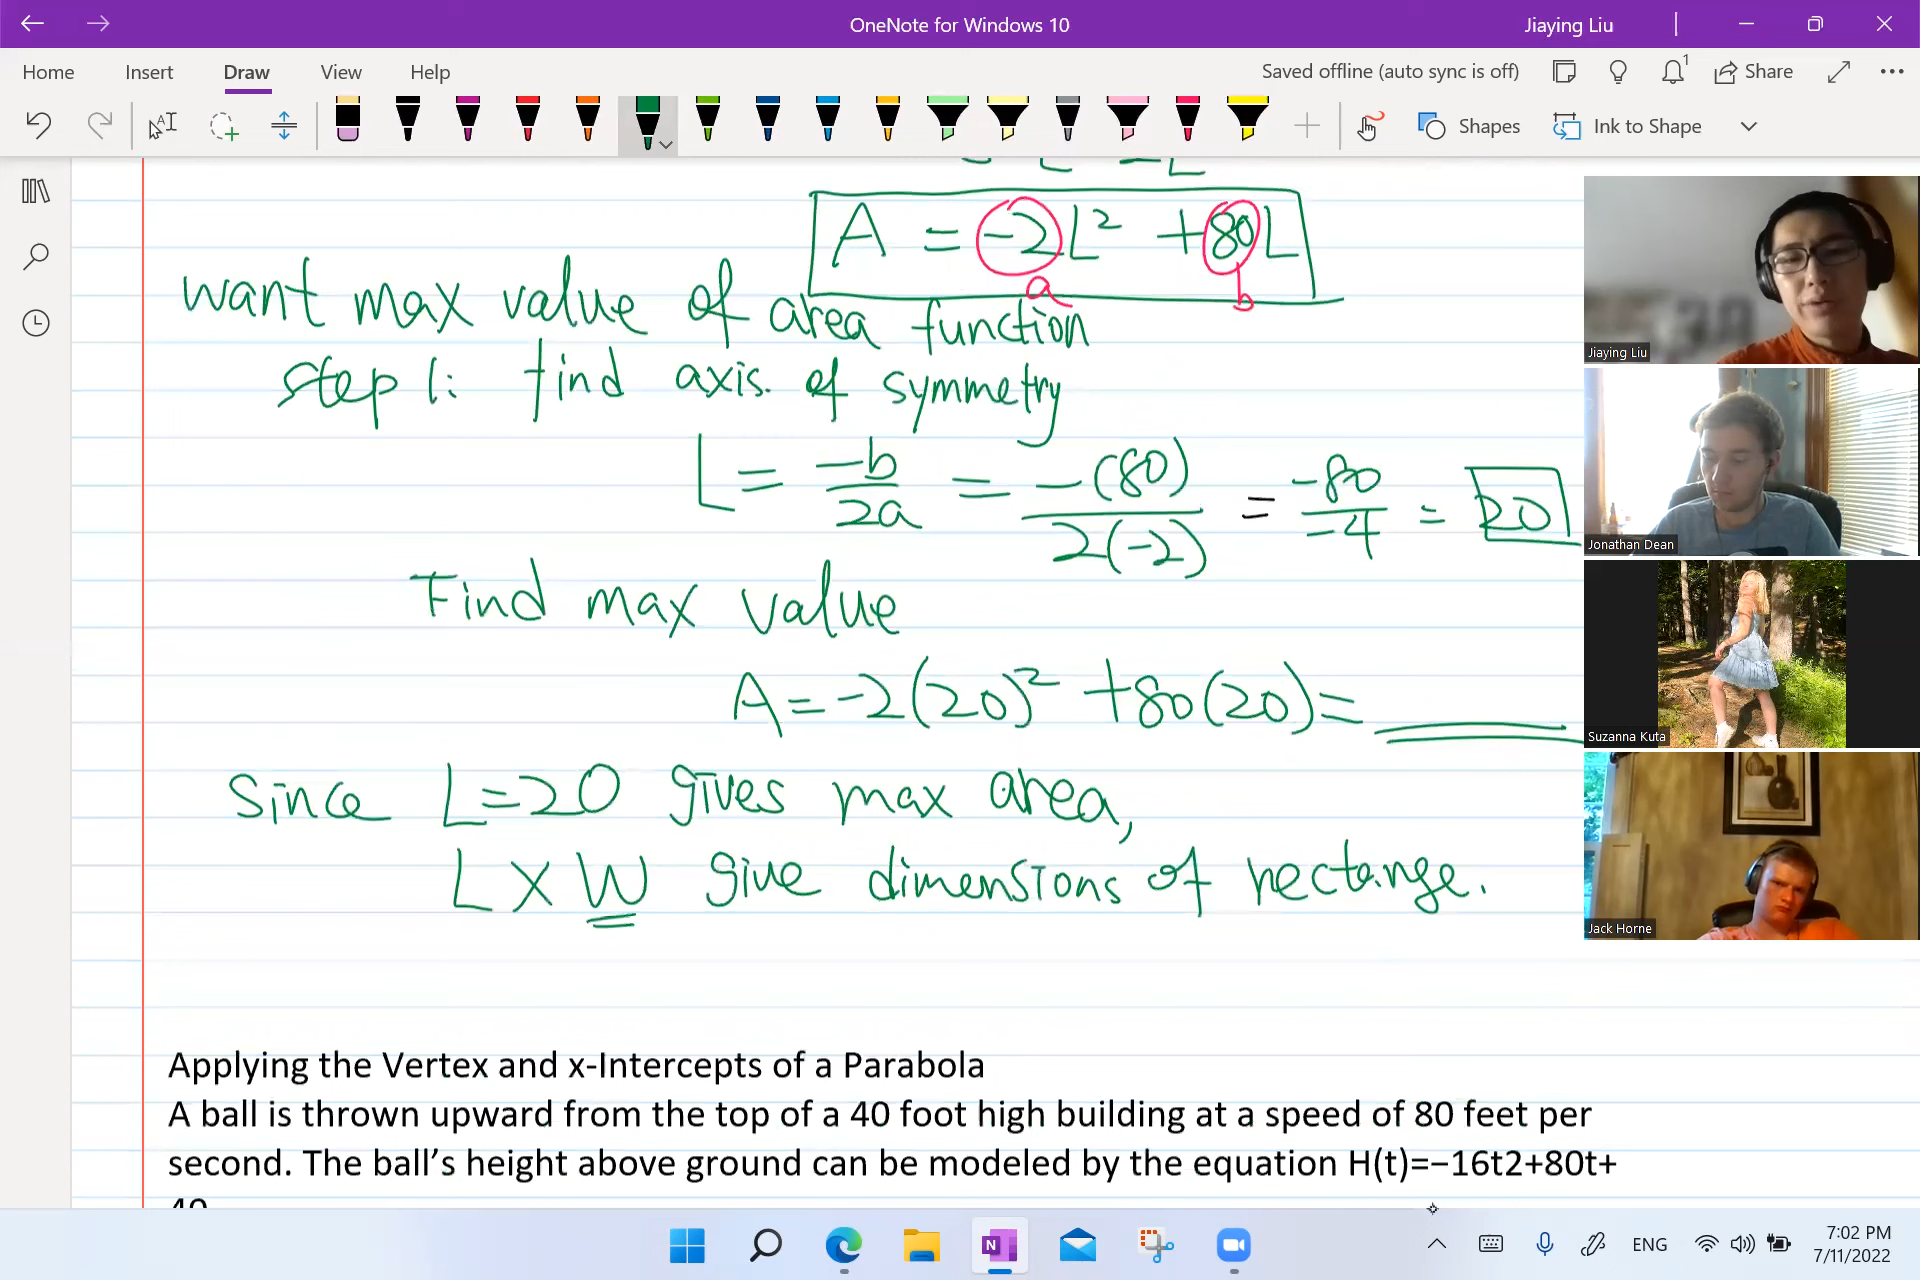 OneNote for Windows 10
Jiaying Liu
Home Insert Draw View Help
Saved offline (auto sync is off)
1
Share
Shapes
Ink to Shape
A = -2L² + 80L
a b
want max value of area function
step 1: find axis of symmetry
L = -b/2a = -(80)/2(-2) = -80/-4 = 20
Find max value
A = -2(20)² + 80(20) =
Since L = 20 gives max area,
L X W give dimensions of rectange.
Applying the Vertex and x-Intercepts of a Parabola
A ball is thrown upward from the top of a 40 foot high building at a speed of 80 feet per
second. The ball’s height above ground can be modeled by the equation H(t)=−16t2+80t+
40
Jiaying Liu
Jonathan Dean
Suzanna Kuta
Jack Horne
ENG
7:02 PM
7/11/2022